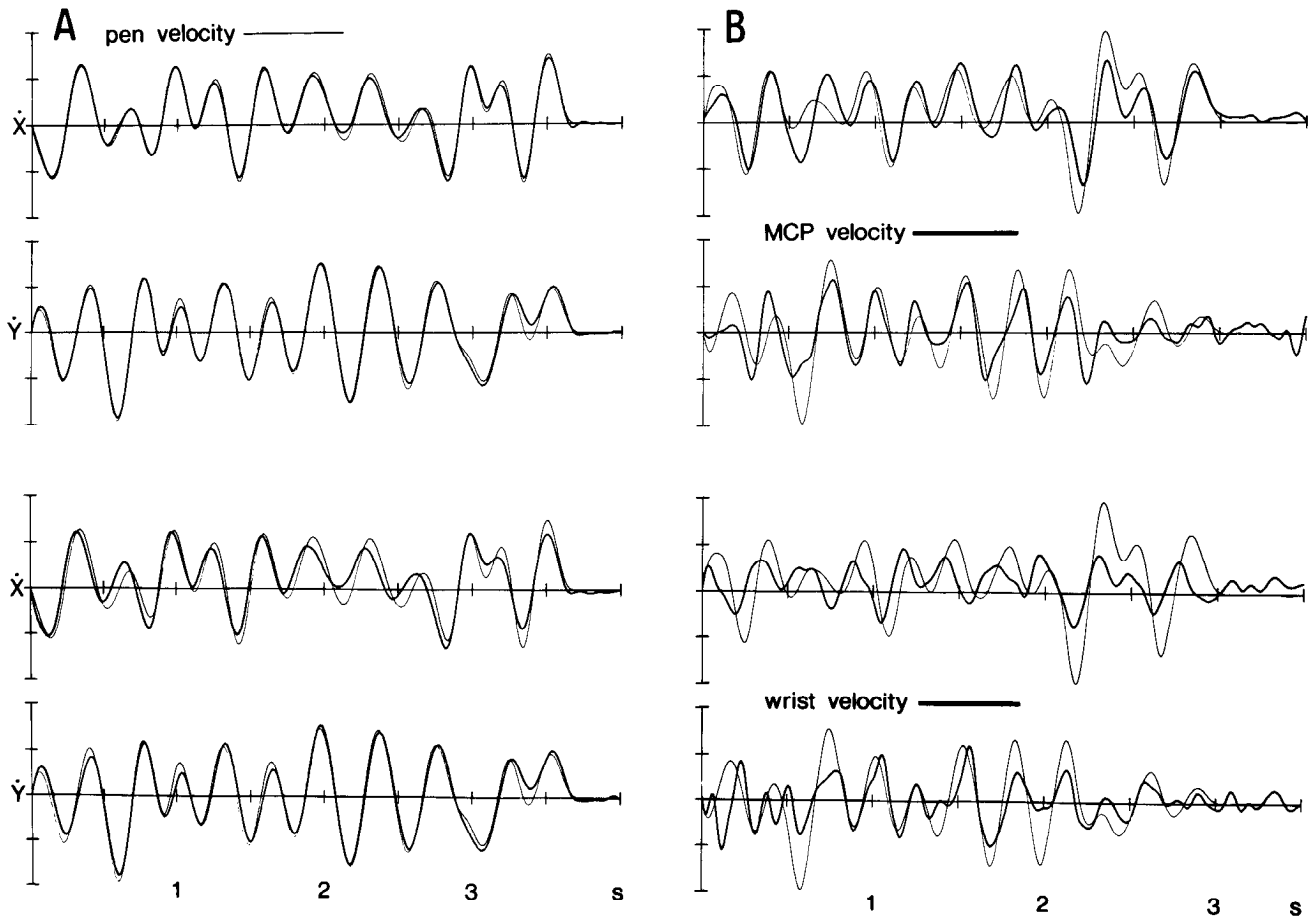 A B
pen velocity
Ẋ
MCP velocity
Ẏ
Ẋ
wrist velocity
Ẏ
1 2 3 s 1 2 3 s